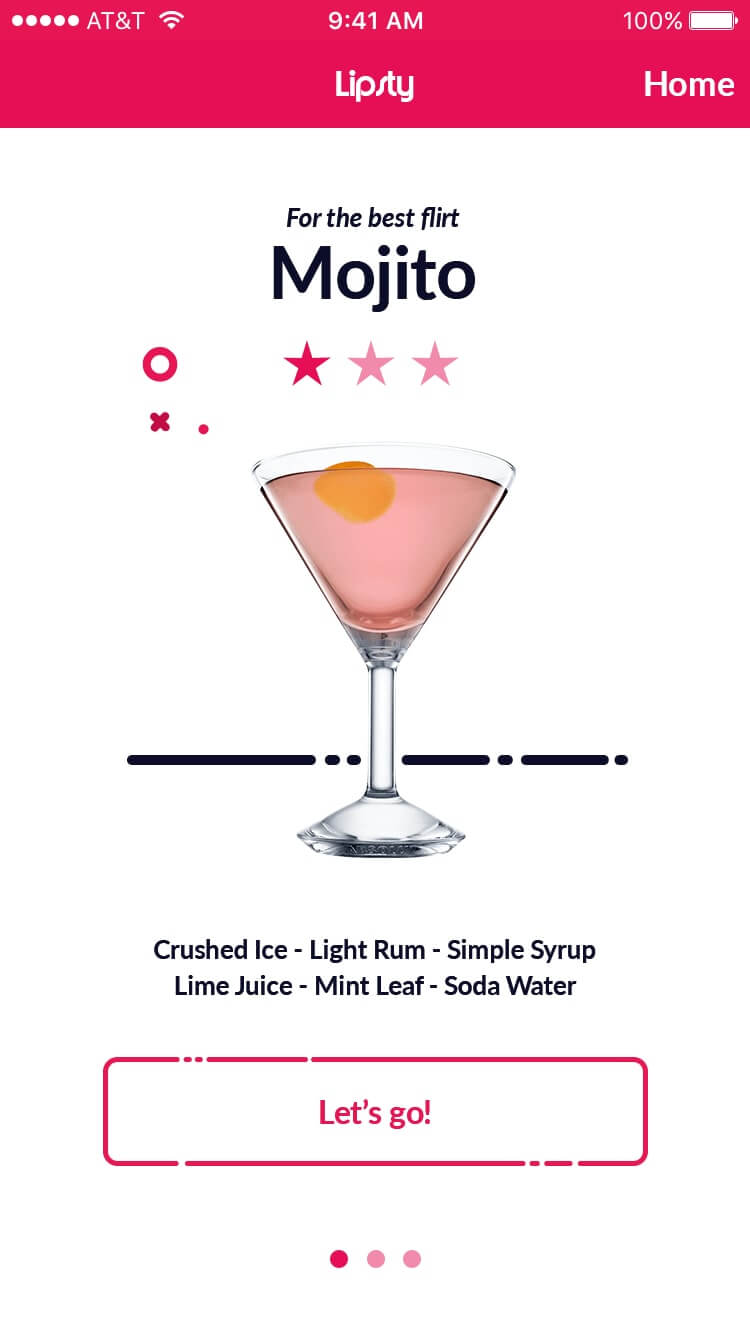 AT&T 9:41 AM 100%
Lipsty Home
For the best flirt
Mojito
Crushed Ice - Light Rum - Simple Syrup
Lime Juice - Mint Leaf - Soda Water
Let's go!